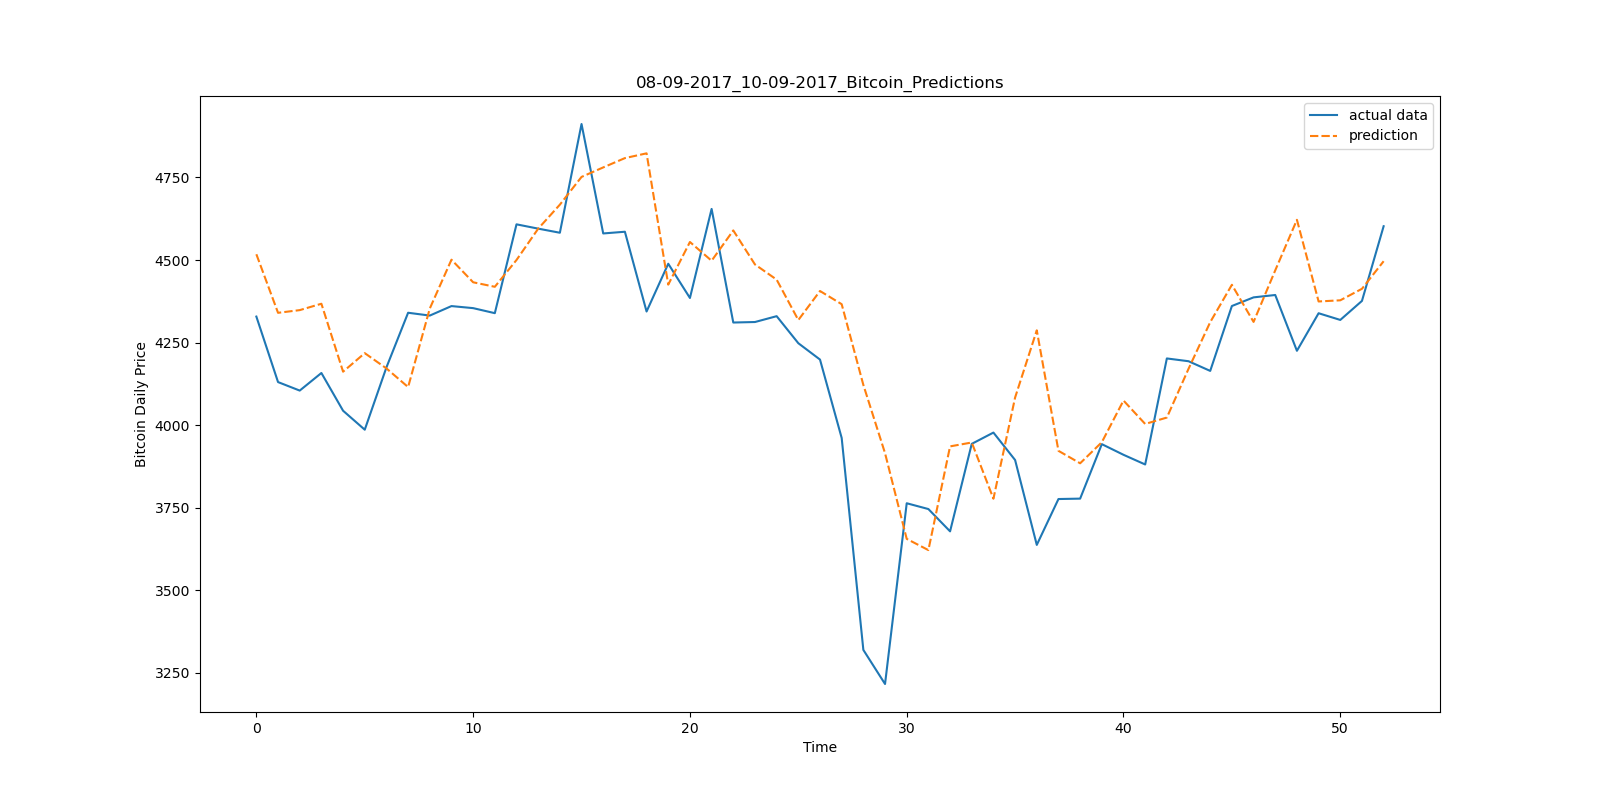 08-09-2017_10-09-2017_Bitcoin_Predictions
actual data
prediction
4750
4500
4250
4000
3750
3500
3250
Bitcoin Daily Price
0 10 20 30 40 50
Time